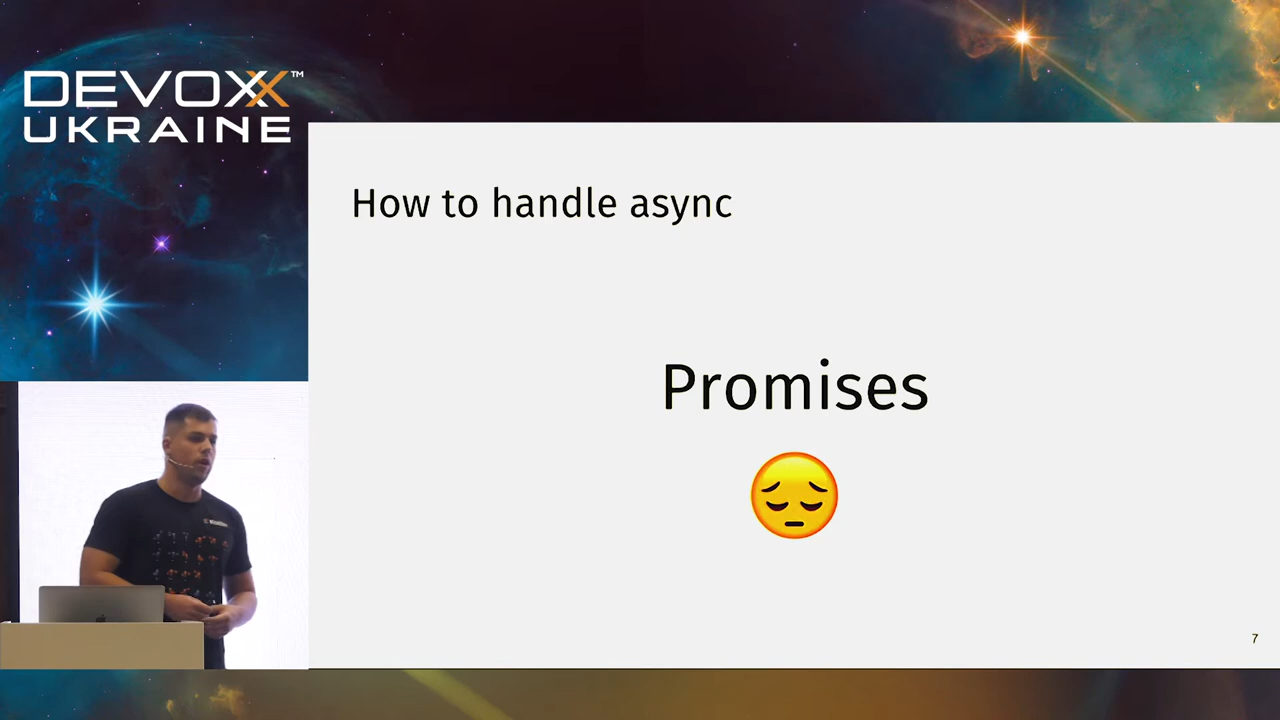 DEVOXX™
UKRAINE
How to handle async
Promises
7